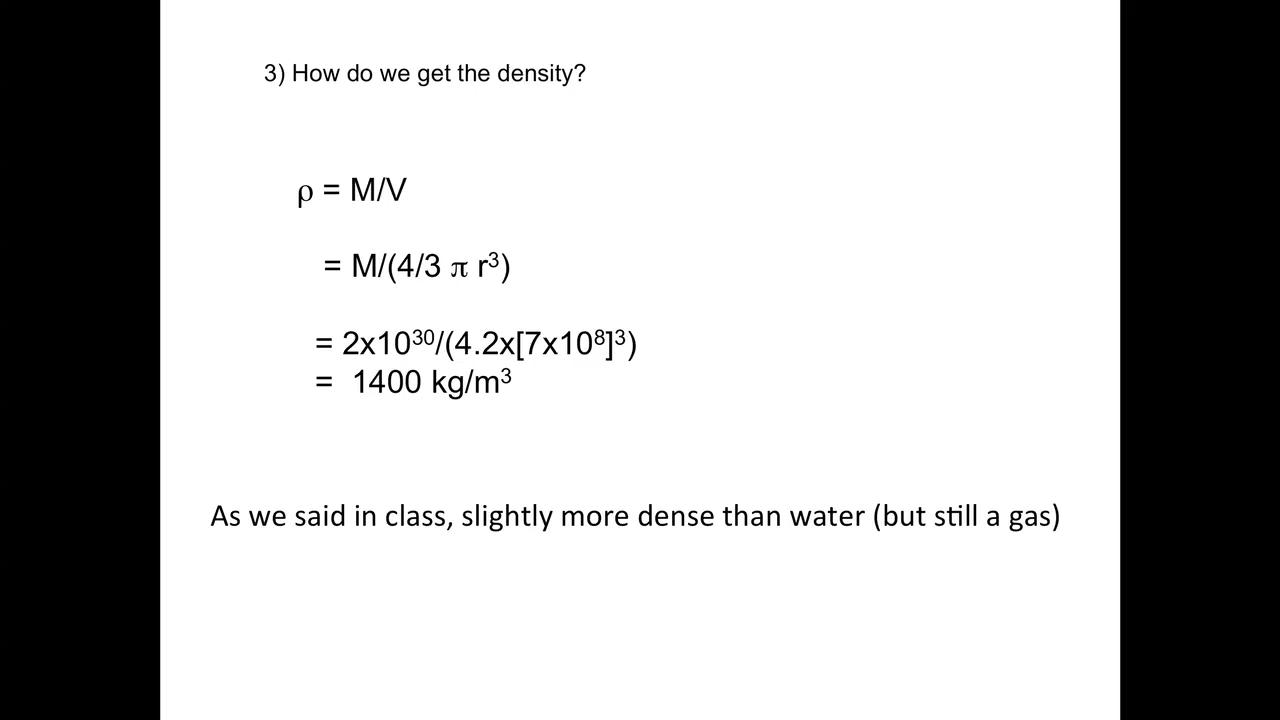 3) How do we get the density?
ρ = M/V
= M/(4/3 π r³)
= 2x10³⁰/(4.2x[7x10⁸]³)
= 1400 kg/m³
As we said in class, slightly more dense than water (but still a gas)